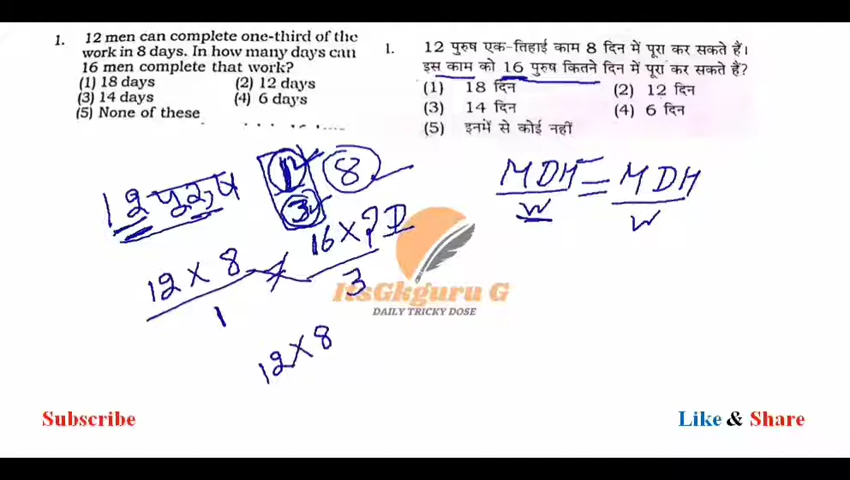 1. 12 men can complete one-third of the
work in 8 days. In how many days can
16 men complete that work?
(1) 18 days (2) 12 days
(3) 14 days (4) 6 days
(5) None of these
1. 12 पुरुष एक-तिहाई काम 8 दिन में पूरा कर सकते हैं।
इस काम को 16 पुरुष कितने दिन में पूरा कर सकते हैं?
(1) 18 दिन (2) 12 दिन
(3) 14 दिन (4) 6 दिन
(5) इनमें से कोई नहीं
12 पुरुष 1/3 8
MDH/W = MDH/W
12 × 8 / 1 16 × ? D / 3
12 × 8
ItsGkguru G
DAILY TRICKY DOSE
Subscribe
Like & Share